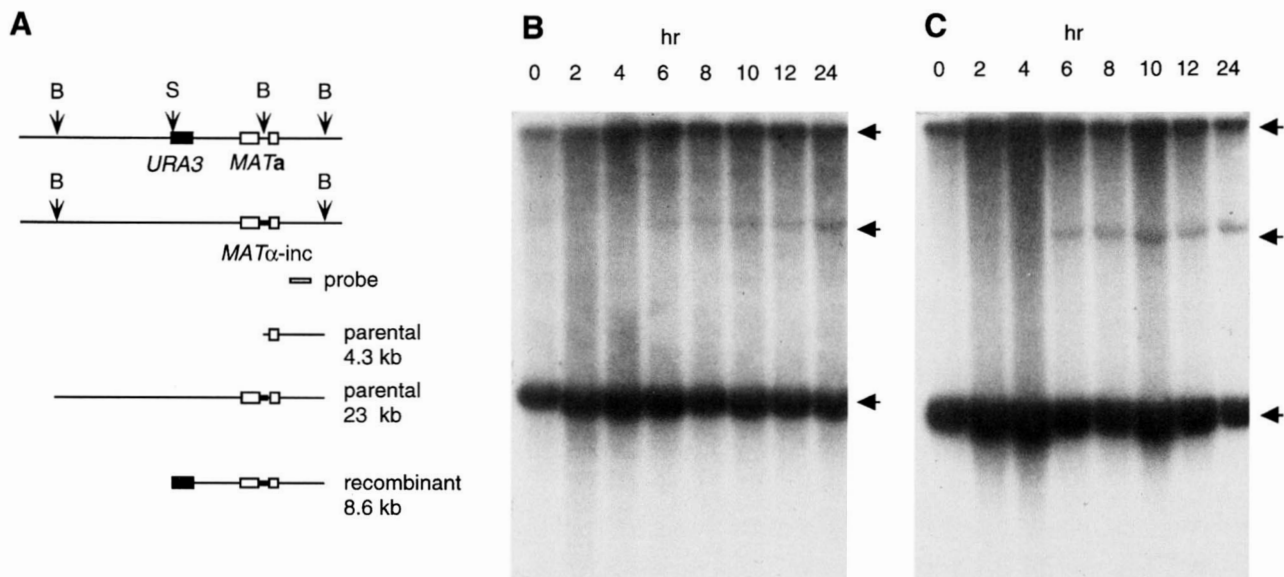 A
B S B B
URA3 MATa
B B
MATα-inc
probe
parental
4.3 kb
parental
23 kb
recombinant
8.6 kb
B
hr
0 2 4 6 8 10 12 24
C
hr
0 2 4 6 8 10 12 24